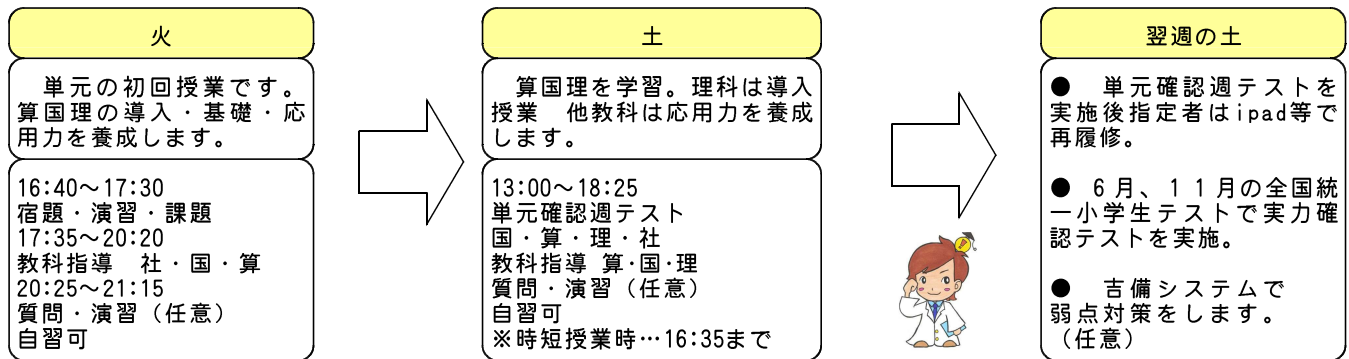 火
単元の初回授業です。
算国理の導入・基礎・応
用力を養成します。
16:40～17:30
宿題・演習・課題
17:35～20:20
教科指導　社・国・算
20:25～21:15
質問・演習（任意）
自習可
土
算国理を学習。理科は導入
授業　他教科は応用力を養成
します。
13:00～18:25
単元確認週テスト
国・算・理・社
教科指導 算・国・理
質問・演習（任意）
自習可
※時短授業時…16:35まで
翌週の土
●　単元確認週テストを
実施後指定者はipad等で
再履修。
●　６月、１１月の全国統
一小学生テストで実力確
認テストを実施。
●　吉備システムで
弱点対策をします。
（任意）